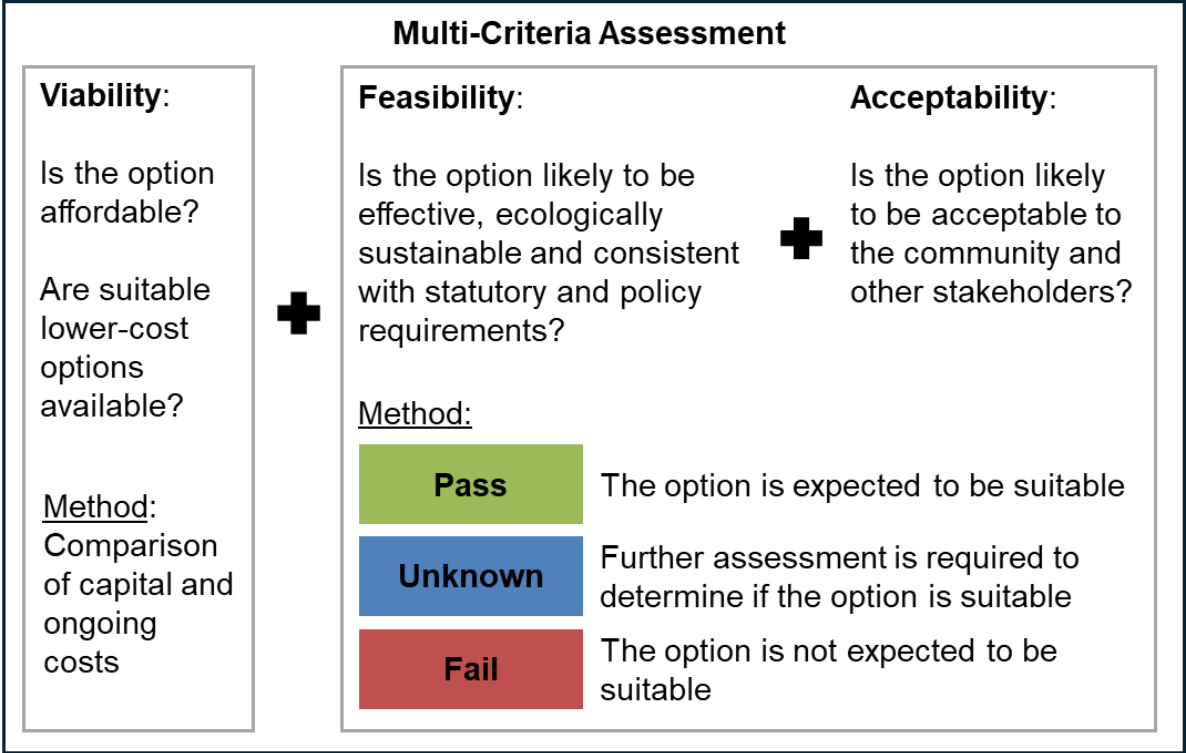 Multi-Criteria Assessment
Viability:
Is the option
affordable?
Are suitable
lower-cost
options
available?
Method:
Comparison
of capital and
ongoing
costs
Feasibility:
Is the option likely to be
effective, ecologically
sustainable and consistent
with statutory and policy
requirements?
Acceptability:
Is the option likely
to be acceptable to
the community and
other stakeholders?
Method:
Pass
The option is expected to be suitable
Unknown
Further assessment is required to
determine if the option is suitable
Fail
The option is not expected to be
suitable